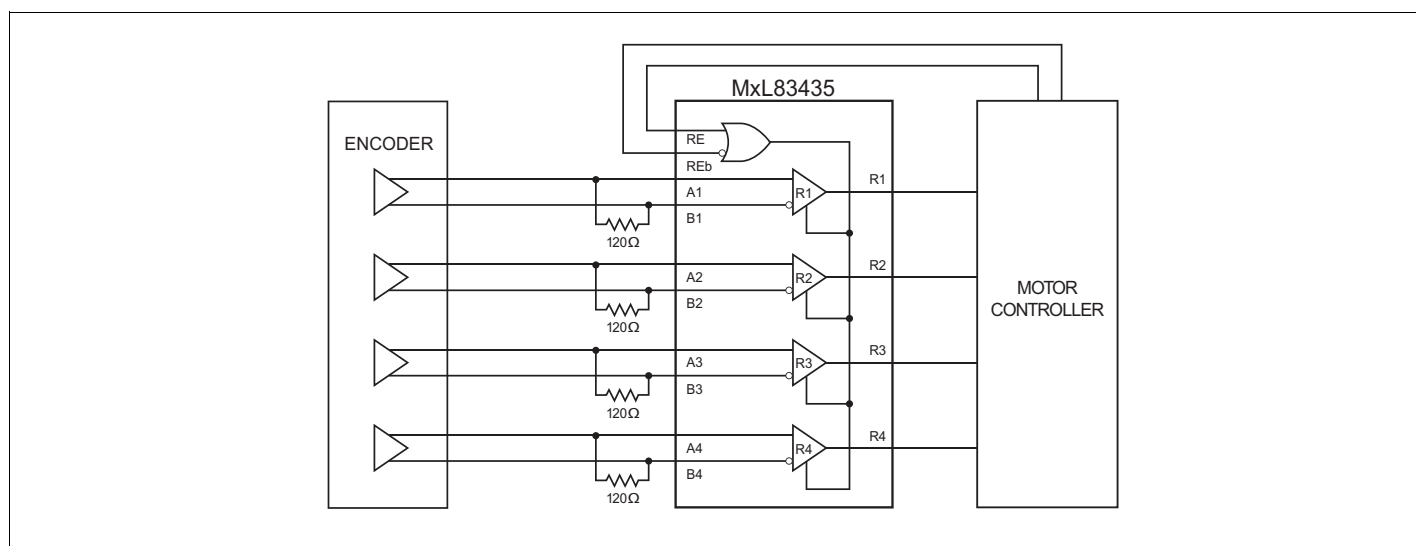 MxL83435
ENCODER
RE
REb
A1
R1
R1
B1
120Ω
A2
R2
R2
B2
120Ω
MOTOR
CONTROLLER
A3
R3
R3
B3
120Ω
A4
R4
R4
B4
120Ω